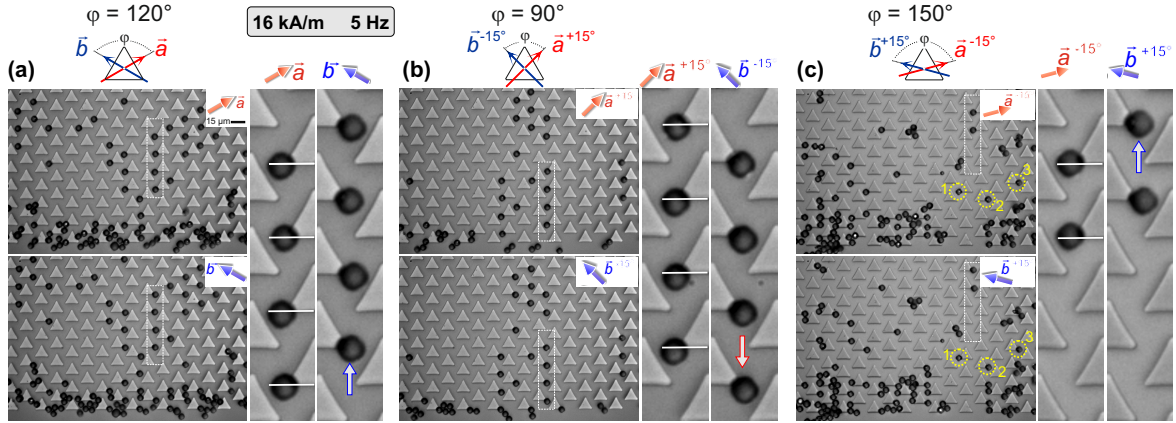 φ = 120°
16 kA/m 5 Hz
φ = 90°
φ = 150°
b⃗ φ a⃗
b⃗-15° φ a⃗+15°
b⃗+15° φ a⃗-15°
(a)
a⃗
b⃗
(b)
a⃗+15°
b⃗-15
(c)
a⃗-15°
b⃗+15°
a⃗
15 µm
a⃗+15
a⃗-15
1
2
3
b⃗
b⃗-15
b⃗+15
1
2
3